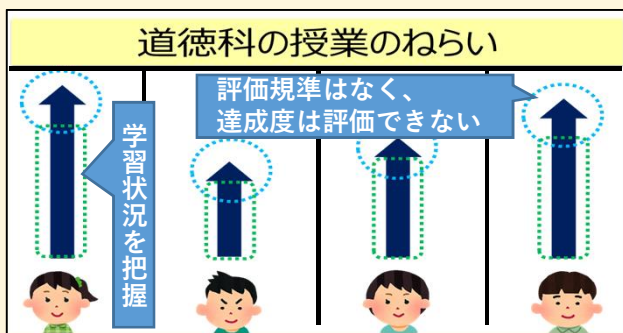 道徳科の授業のねらい
評価規準はなく、
達成度は評価できない
学習状況を把握